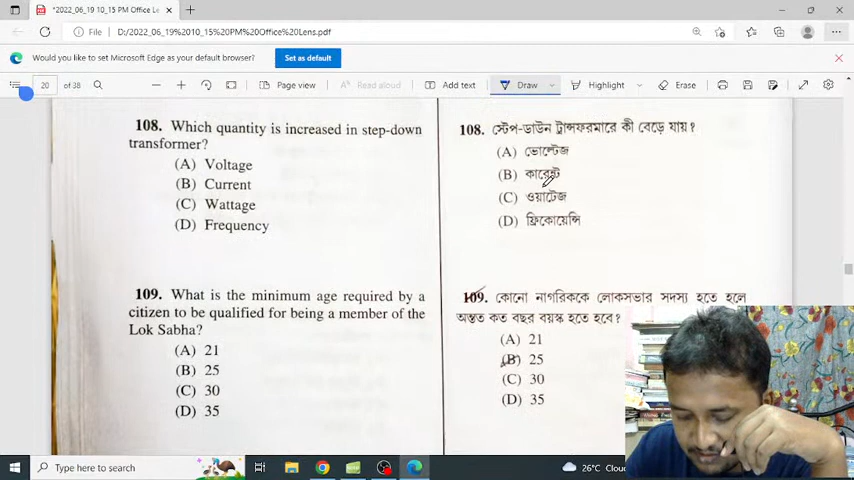 *2022_06_19 10_15 PM Office Le
File
D:/2022_06_19%2010_15%20PM%20Office%20Lens.pdf
Would you like to set Microsoft Edge as your default browser?
Set as default
20
of 38
Page view
Read aloud
Add text
Draw
Highlight
Erase
108. Which quantity is increased in step-down
transformer?
(A) Voltage
(B) Current
(C) Wattage
(D) Frequency
109. What is the minimum age required by a
citizen to be qualified for being a member of the
Lok Sabha?
(A) 21
(B) 25
(C) 30
(D) 35
108. স্টেপ-ডাউন ট্রান্সফরমারে কী বেড়ে যায়?
(A) ভোল্টেজ
(B) কারেন্ট
(C) ওয়াটেজ
(D) ফ্রিকোয়েন্সি
109. কোনো নাগরিককে লোকসভার সদস্য হতে হলে
অন্তত কত বছর বয়স্ক হতে হবে?
(A) 21
(B) 25
(C) 30
(D) 35
Type here to search
26°C